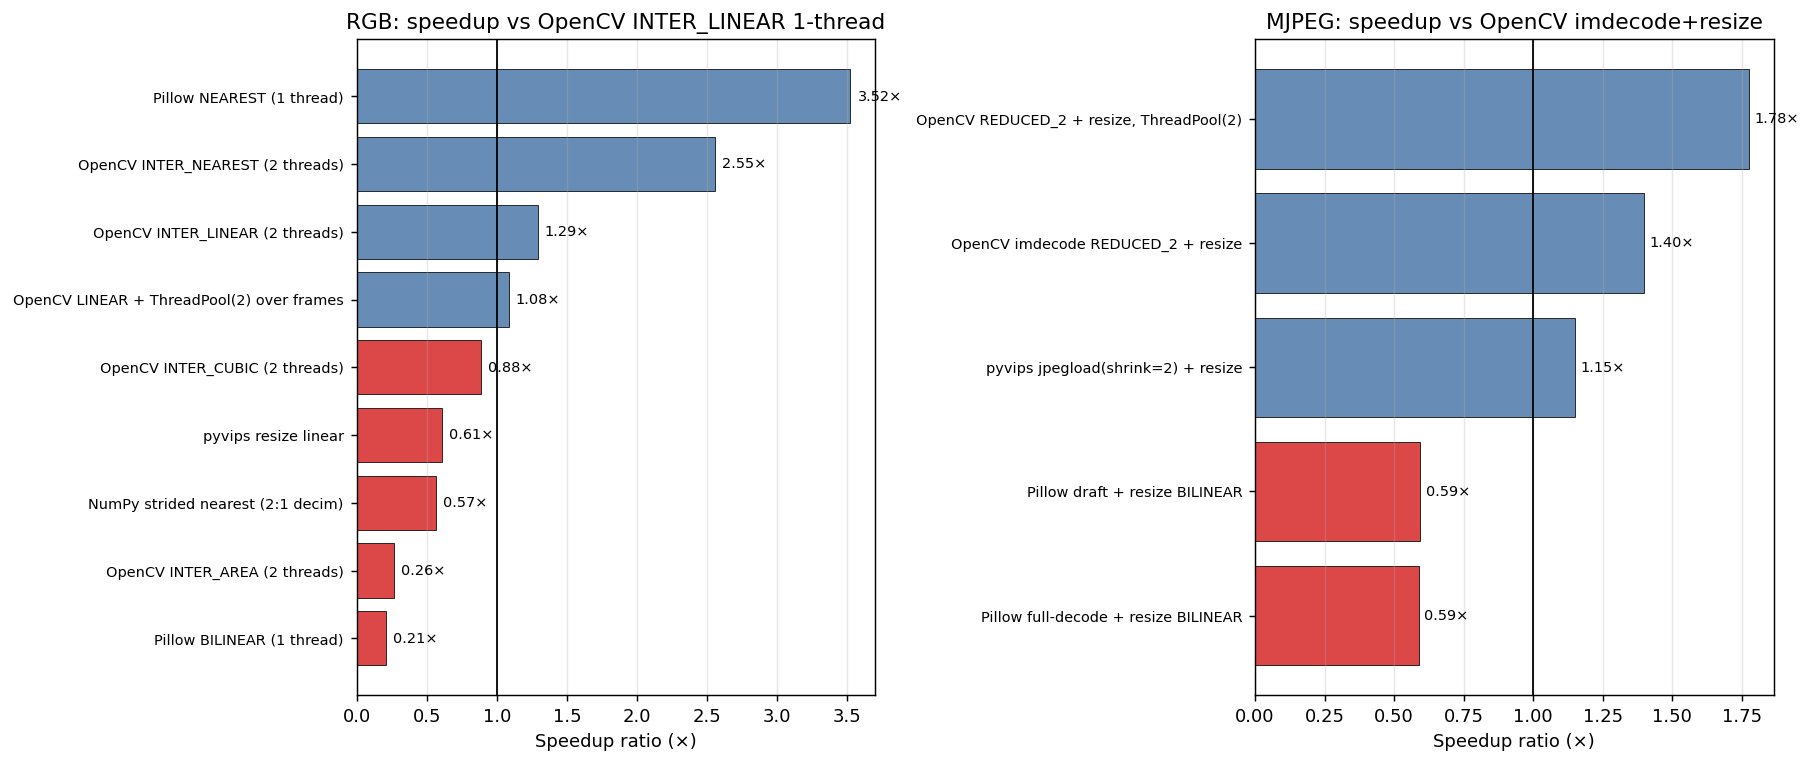 RGB: speedup vs OpenCV INTER_LINEAR 1-thread
Pillow NEAREST (1 thread)
3.52×
OpenCV INTER_NEAREST (2 threads)
2.55×
OpenCV INTER_LINEAR (2 threads)
1.29×
OpenCV LINEAR + ThreadPool(2) over frames
1.08×
OpenCV INTER_CUBIC (2 threads)
0.88×
pyvips resize linear
0.61×
NumPy strided nearest (2:1 decim)
0.57×
OpenCV INTER_AREA (2 threads)
0.26×
Pillow BILINEAR (1 thread)
0.21×
0.0 0.5 1.0 1.5 2.0 2.5 3.0 3.5
Speedup ratio (×)
MJPEG: speedup vs OpenCV imdecode+resize
OpenCV REDUCED_2 + resize, ThreadPool(2)
1.78×
OpenCV imdecode REDUCED_2 + resize
1.40×
pyvips jpegload(shrink=2) + resize
1.15×
Pillow draft + resize BILINEAR
0.59×
Pillow full-decode + resize BILINEAR
0.59×
0.00 0.25 0.50 0.75 1.00 1.25 1.50 1.75
Speedup ratio (×)